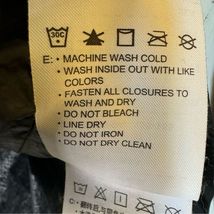 30C
E: • MACHINE WASH COLD
• WASH INSIDE OUT WITH LIKE
COLORS
• FASTEN ALL CLOSURES TO
WASH AND DRY
• DO NOT BLEACH
• LINE DRY
• DO NOT IRON
• DO NOT DRY CLEAN
C: